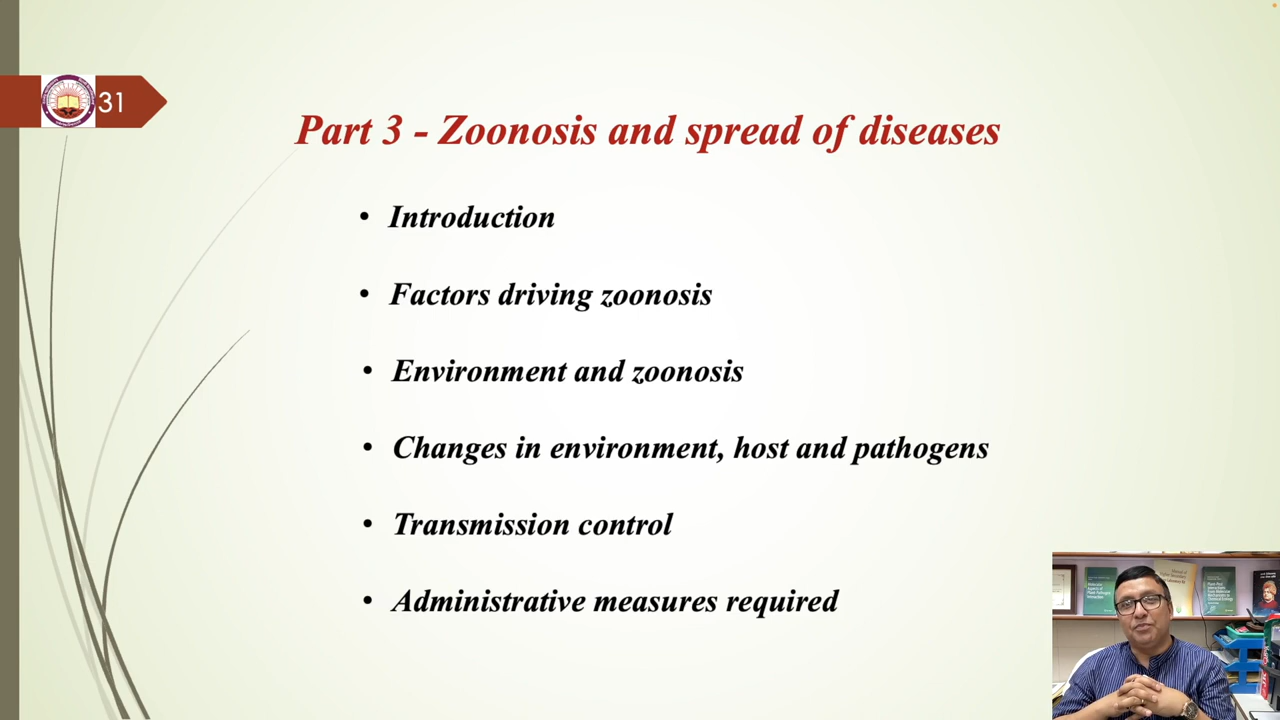 31
Part 3 - Zoonosis and spread of diseases
• Introduction
• Factors driving zoonosis
• Environment and zoonosis
• Changes in environment, host and pathogens
• Transmission control
• Administrative measures required